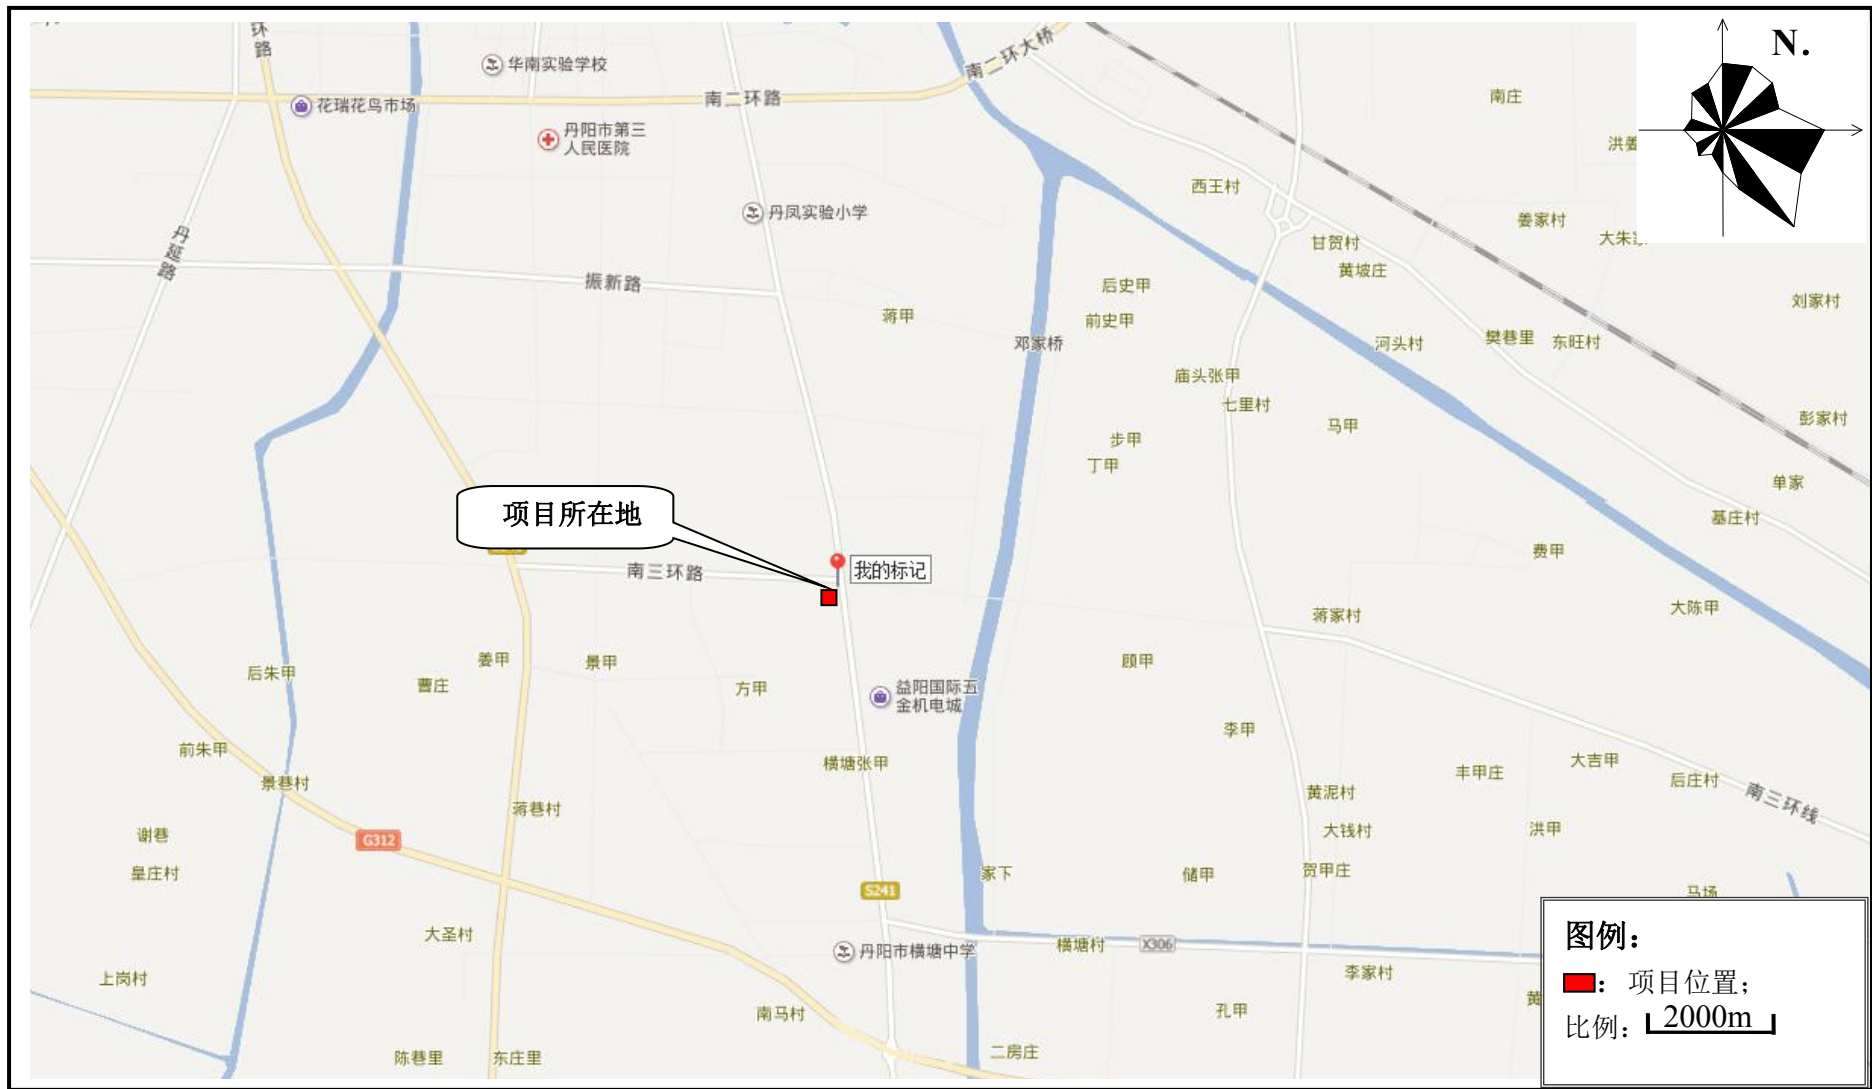 环路
华南实验学校
南二环大桥
N.
花瑞花鸟市场
南二环路
南庄
丹阳市第三
人民医院
洪姜
西王村
丹凤实验小学
姜家村
大朱家
丹延路
甘贺村
黄坡庄
振新路
后史甲
刘家村
蒋甲
前史甲
邓家桥
河头村
樊巷里
东旺村
庙头张甲
七里村
彭家村
马甲
步甲
丁甲
单家
项目所在地
基庄村
费甲
我的标记
南三环路
大陈甲
蒋家村
姜甲
景甲
顾甲
后朱甲
曹庄
方甲
益阳国际五
金机电城
李甲
前朱甲
横塘张甲
大吉甲
丰甲庄
后庄村
景巷村
黄泥村
南三环线
蒋巷村
谢巷
大钱村
洪甲
G312
皇庄村
家下
储甲
贺甲庄
S241
马场
大圣村
丹阳市横塘中学
横塘村
X306
图例：
上岗村
李家村
：项目位置；
黄
南马村
孔甲
比例：2000m
陈巷里
东庄里
二房庄